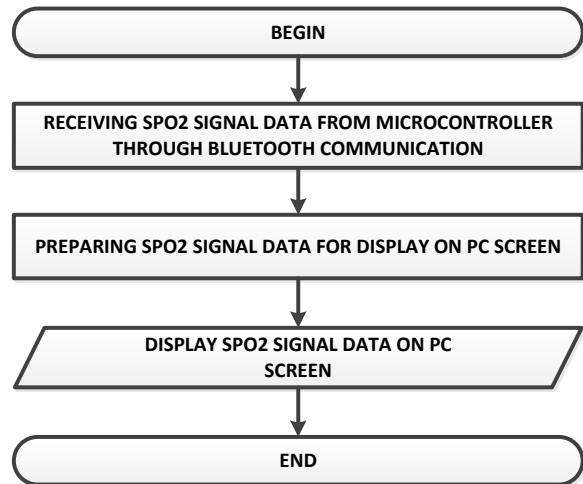 BEGIN
RECEIVING SPO2 SIGNAL DATA FROM MICROCONTROLLER
THROUGH BLUETOOTH COMMUNICATION
PREPARING SPO2 SIGNAL DATA FOR DISPLAY ON PC SCREEN
DISPLAY SPO2 SIGNAL DATA ON PC
SCREEN
END